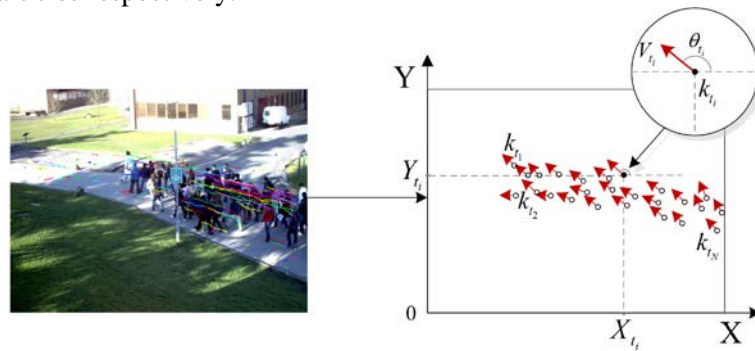 V_{t_i} θ_{t_i}
k_{t_i}
Y
k_{t_1}
Y_{t_i}
k_{t_2}
k_{t_N}
0
X_{t_i}
X